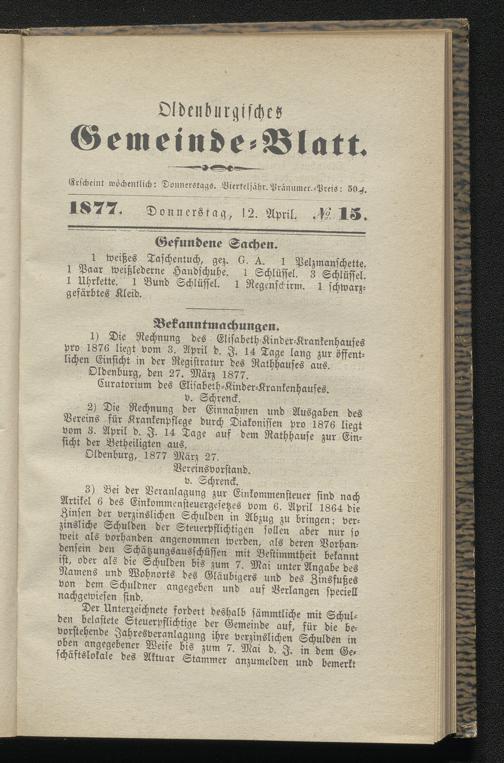 Oldenburgisches
Gemeinde-Blatt.
Erscheint wöchentlich: Donnerstags. Vierteljähr. Pränumer.-Preis: 50 ₰.
1877. Donnerstag, 12. April. № 15.
Gefundene Sachen.
1 weißes Taschentuch, gez. G. A. 1 Pelzmanschette.
1 Paar weißlederne Handschuhe. 1 Schlüssel. 3 Schlüssel.
1 Uhrkette. 1 Bund Schlüssel. 1 Regenschirm. 1 schwarz-
gefärbtes Kleid.
Bekanntmachungen.
1) Die Rechnung des Elisabeth-Kinder-Krankenhauses
pro 1876 liegt vom 3. April d. J. 14 Tage lang zur öffent-
lichen Einsicht in der Registratur des Rathhauses aus.
Oldenburg, den 27. März 1877.
Curatorium des Elisabeth-Kinder-Krankenhauses.
v. Schrenck.
2) Die Rechnung der Einnahmen und Ausgaben des
Vereins für Krankenpflege durch Diakonissen pro 1876 liegt
vom 3. April d. J. 14 Tage auf dem Rathhause zur Ein-
sicht der Betheiligten aus.
Oldenburg, 1877 März 27.
Vereinsvorstand.
v. Schrenck.
3) Bei der Veranlagung zur Einkommensteuer sind nach
Artikel 6 des Einkommensteuergesetzes vom 6. April 1864 die
Zinsen der verzinslichen Schulden in Abzug zu bringen; ver-
zinsliche Schulden der Steuerpflichtigen sollen aber nur so
weit als vorhanden angenommen werden, als deren Vorhan-
densein den Schätzungsausschüssen mit Bestimmtheit bekannt
ist, oder als die Schulden bis zum 7. Mai unter Angabe des
Namens und Wohnorts des Gläubigers und des Zinsfußes
von dem Schuldner angegeben und auf Verlangen speciell
nachgewiesen sind.
Der Unterzeichnete fordert deshalb sämmtliche mit Schul-
den belastete Steuerpflichtige der Gemeinde auf, für die be-
vorstehende Jahresveranlagung ihre verzinslichen Schulden in
oben angegebener Weise bis zum 7. Mai d. J. in dem Ge-
schäftslokale des Aktuar Stammer anzumelden und bemerkt